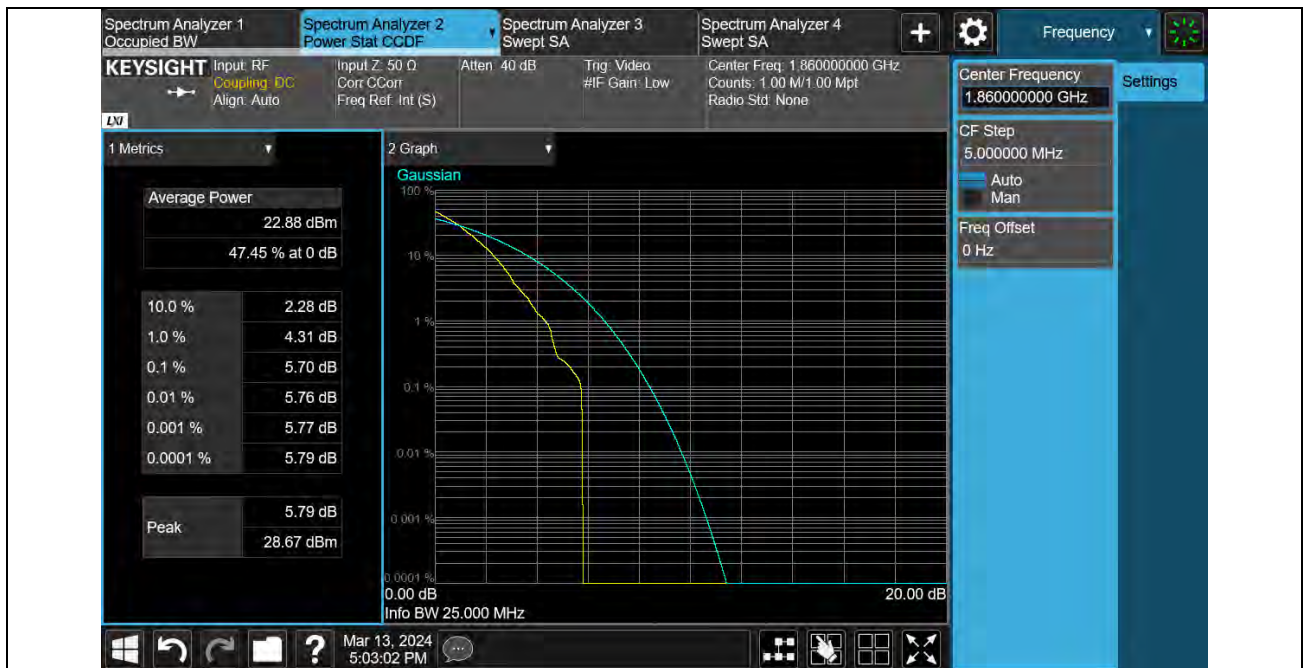 Spectrum Analyzer 1
Occupied BW
Spectrum Analyzer 2
Power Stat CCDF
Spectrum Analyzer 3
Swept SA
Spectrum Analyzer 4
Swept SA
+
Frequency
KEYSIGHT
LXI
Input: RF
Coupling: DC
Align: Auto
Input Z: 50 Ω
Corr CCorr
Freq Ref: Int (S)
Atten: 40 dB
Trig: Video
#IF Gain: Low
Center Freq: 1.860000000 GHz
Counts: 1.00 M/1.00 Mpt
Radio Std: None
Center Frequency
1.860000000 GHz
Settings
CF Step
5.000000 MHz
Auto
Man
Freq Offset
0 Hz
1 Metrics
Average Power
22.88 dBm
47.45 % at 0 dB
10.0 % 2.28 dB
1.0 % 4.31 dB
0.1 % 5.70 dB
0.01 % 5.76 dB
0.001 % 5.77 dB
0.0001 % 5.79 dB
Peak
5.79 dB
28.67 dBm
2 Graph
Gaussian
100 %
10 %
1 %
0.1 %
0.01 %
0.001 %
0.0001 %
0.00 dB 20.00 dB
Info BW 25.000 MHz
?
Mar 13, 2024
5:03:02 PM